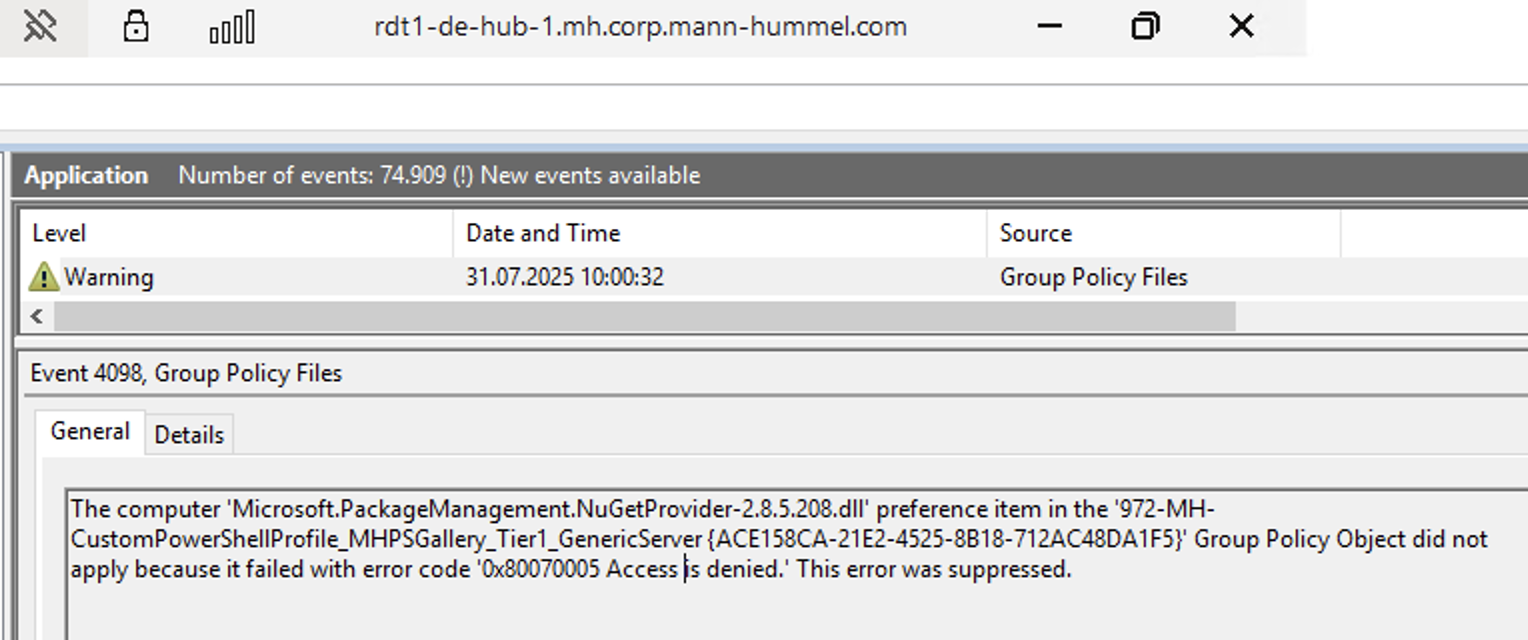 rdt1-de-hub-1.mh.corp.mann-hummel.com
Application Number of events: 74.909 (!) New events available
Level Date and Time Source
Warning 31.07.2025 10:00:32 Group Policy Files
Event 4098, Group Policy Files
General Details
The computer 'Microsoft.PackageManagement.NuGetProvider-2.8.5.208.dll' preference item in the '972-MH-
CustomPowerShellProfile_MHPSGallery_Tier1_GenericServer {ACE158CA-21E2-4525-8B18-712AC48DA1F5}' Group Policy Object did not
apply because it failed with error code '0x80070005 Access is denied.' This error was suppressed.